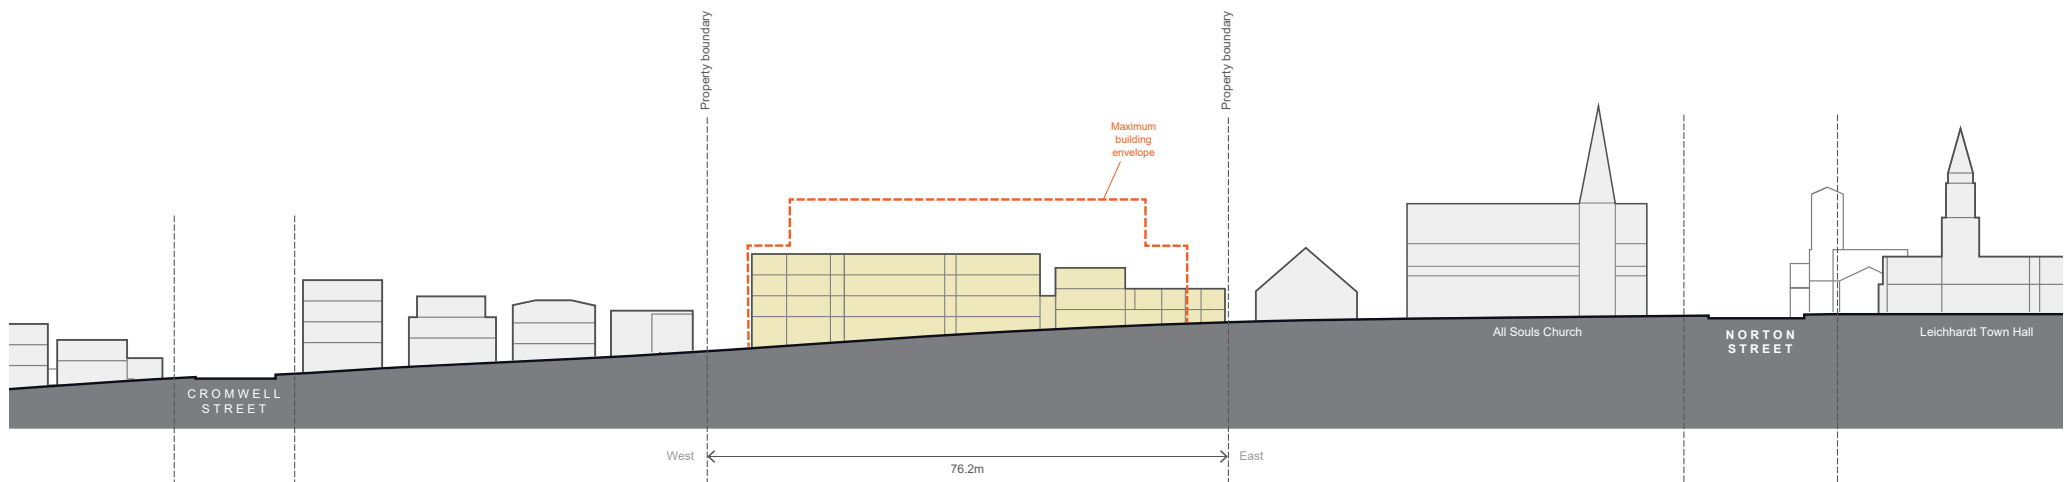 Property boundary
Property boundary
Maximum
building
envelope
All Souls Church
NORTON
STREET
Leichhardt Town Hall
CROMWELL
STREET
West
East
76.2m